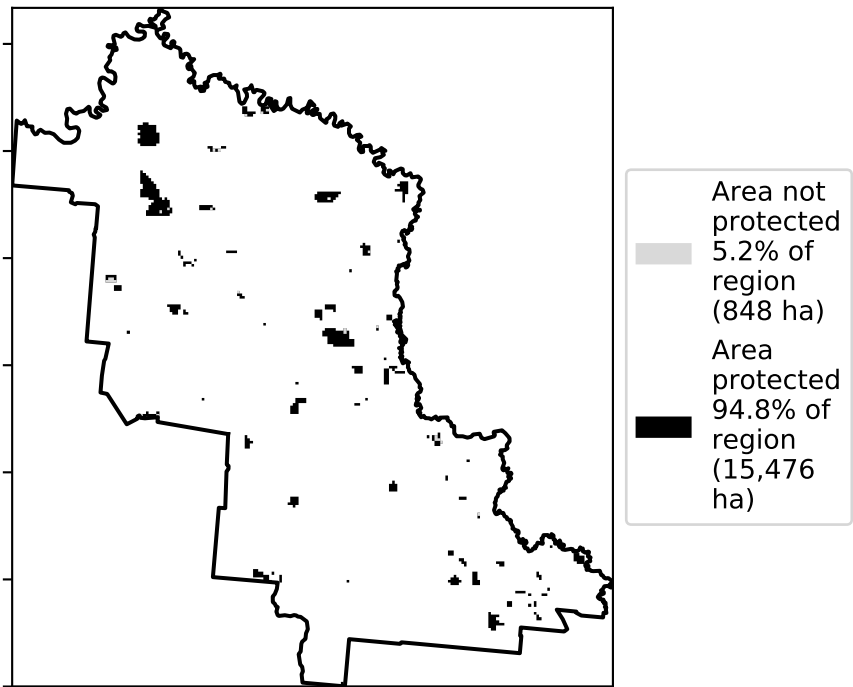 Area not
protected
5.2% of
region
(848 ha)
Area
protected
94.8% of
region
(15,476
ha)